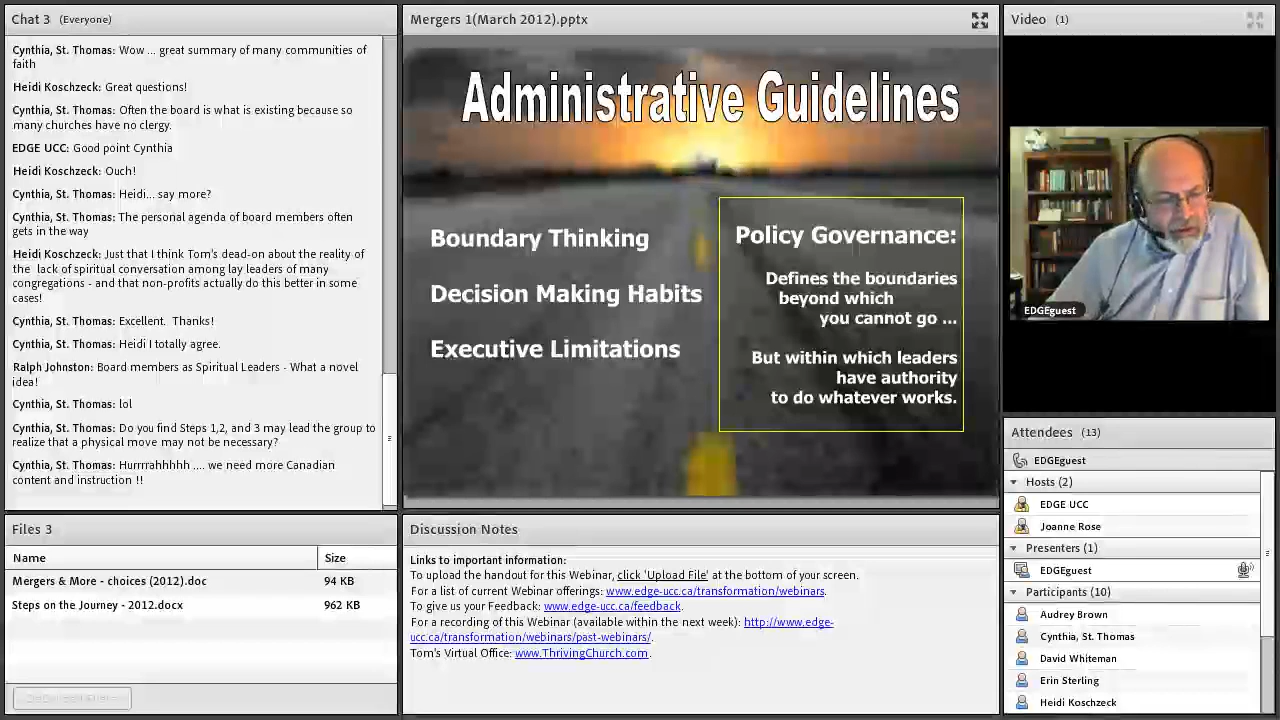 Chat 3 (Everyone)
Cynthia, St. Thomas: Wow ... great summary of many communities of
faith
Heidi Koschzeck: Great questions!
Cynthia, St. Thomas: Often the board is what is existing because so
many churches have no clergy.
EDGE UCC: Good point Cynthia
Heidi Koschzeck: Ouch!
Cynthia, St. Thomas: Heidi... say more?
Cynthia, St. Thomas: The personal agenda of board members often
gets in the way
Heidi Koschzeck: Just that I think Tom's dead-on about the reality of
the lack of spiritual conversation among lay leaders of many
congregations - and that non-profits actually do this better in some
cases!
Cynthia, St. Thomas: Excellent. Thanks!
Cynthia, St. Thomas: Heidi I totally agree.
Ralph Johnston: Board members as Spiritual Leaders - What a novel
idea!
Cynthia, St. Thomas: lol
Cynthia, St. Thomas: Do you find Steps 1,2, and 3 may lead the group to
realize that a physical move may not be necessary?
Cynthia, St. Thomas: Hurrrahhhhh .... we need more Canadian
content and instruction !!
Files 3
Name Size
Mergers & More - choices (2012).doc 94 KB
Steps on the Journey - 2012.docx 962 KB
Mergers 1(March 2012).pptx
Administrative Guidelines
Boundary Thinking
Decision Making Habits
Executive Limitations
Policy Governance:
Defines the boundaries
beyond which
you cannot go ...
But within which leaders
have authority
to do whatever works.
Discussion Notes
Links to important information:
To upload the handout for this Webinar, click 'Upload File' at the bottom of your screen.
For a list of current Webinar offerings: www.edge-ucc.ca/transformation/webinars.
To give us your Feedback: www.edge-ucc.ca/feedback.
For a recording of this Webinar (available within the next week): http://www.edge-
ucc.ca/transformation/webinars/past-webinars/.
Tom's Virtual Office: www.ThrivingChurch.com.
Video (1)
EDGEguest
Attendees (13)
EDGEguest
Hosts (2)
EDGE UCC
Joanne Rose
Presenters (1)
EDGEguest
Participants (10)
Audrey Brown
Cynthia, St. Thomas
David Whiteman
Erin Sterling
Heidi Koschzeck